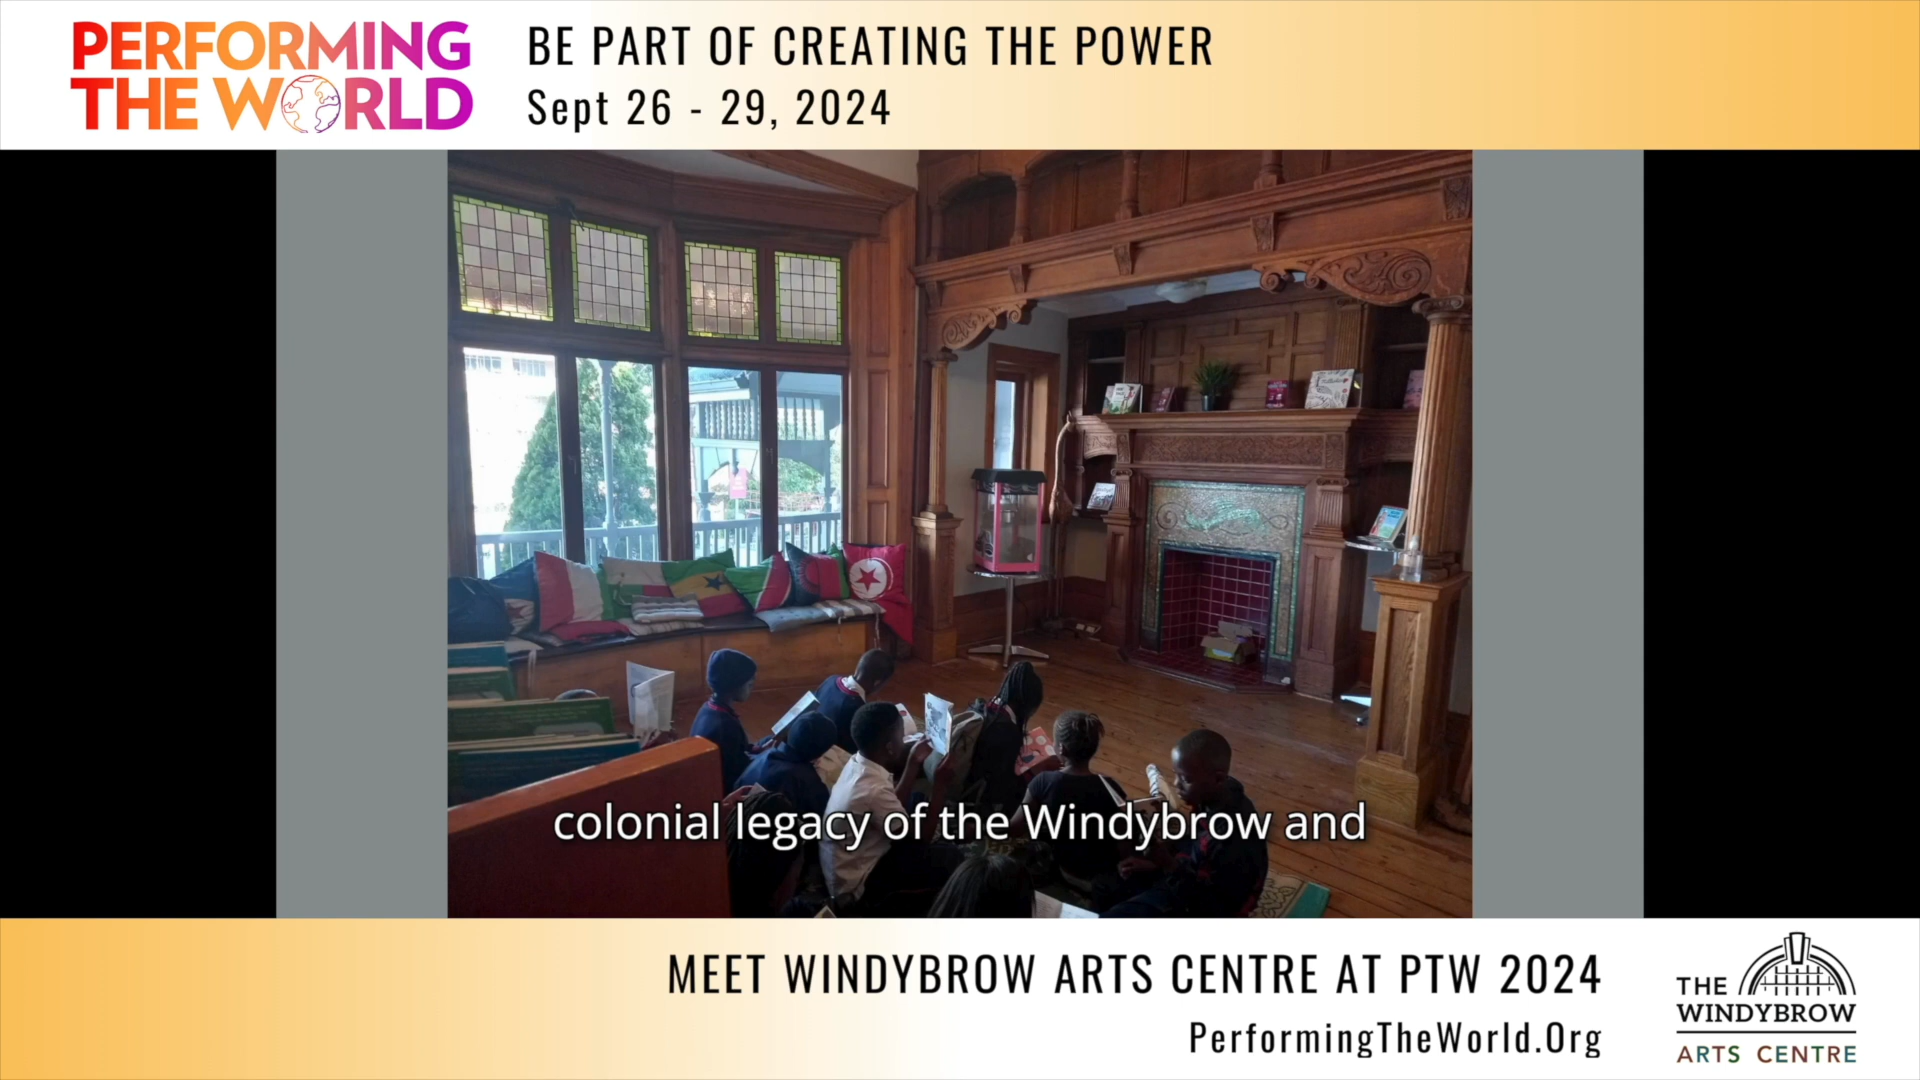 PERFORMING
THE WORLD
BE PART OF CREATING THE POWER
Sept 26 - 29, 2024
colonial legacy of the Windybrow and
MEET WINDYBROW ARTS CENTRE AT PTW 2024
PerformingTheWorld.Org
THE
WINDYBROW
ARTS CENTRE